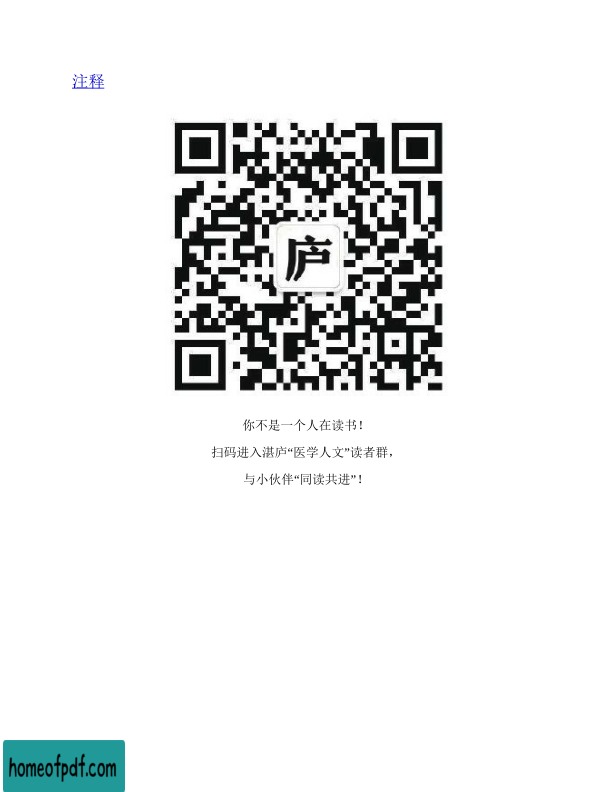 注释
庐
你不是一个人在读书！
扫码进入湛庐“医学人文”读者群，
与小伙伴“同读共进”！
homeofpdf.com